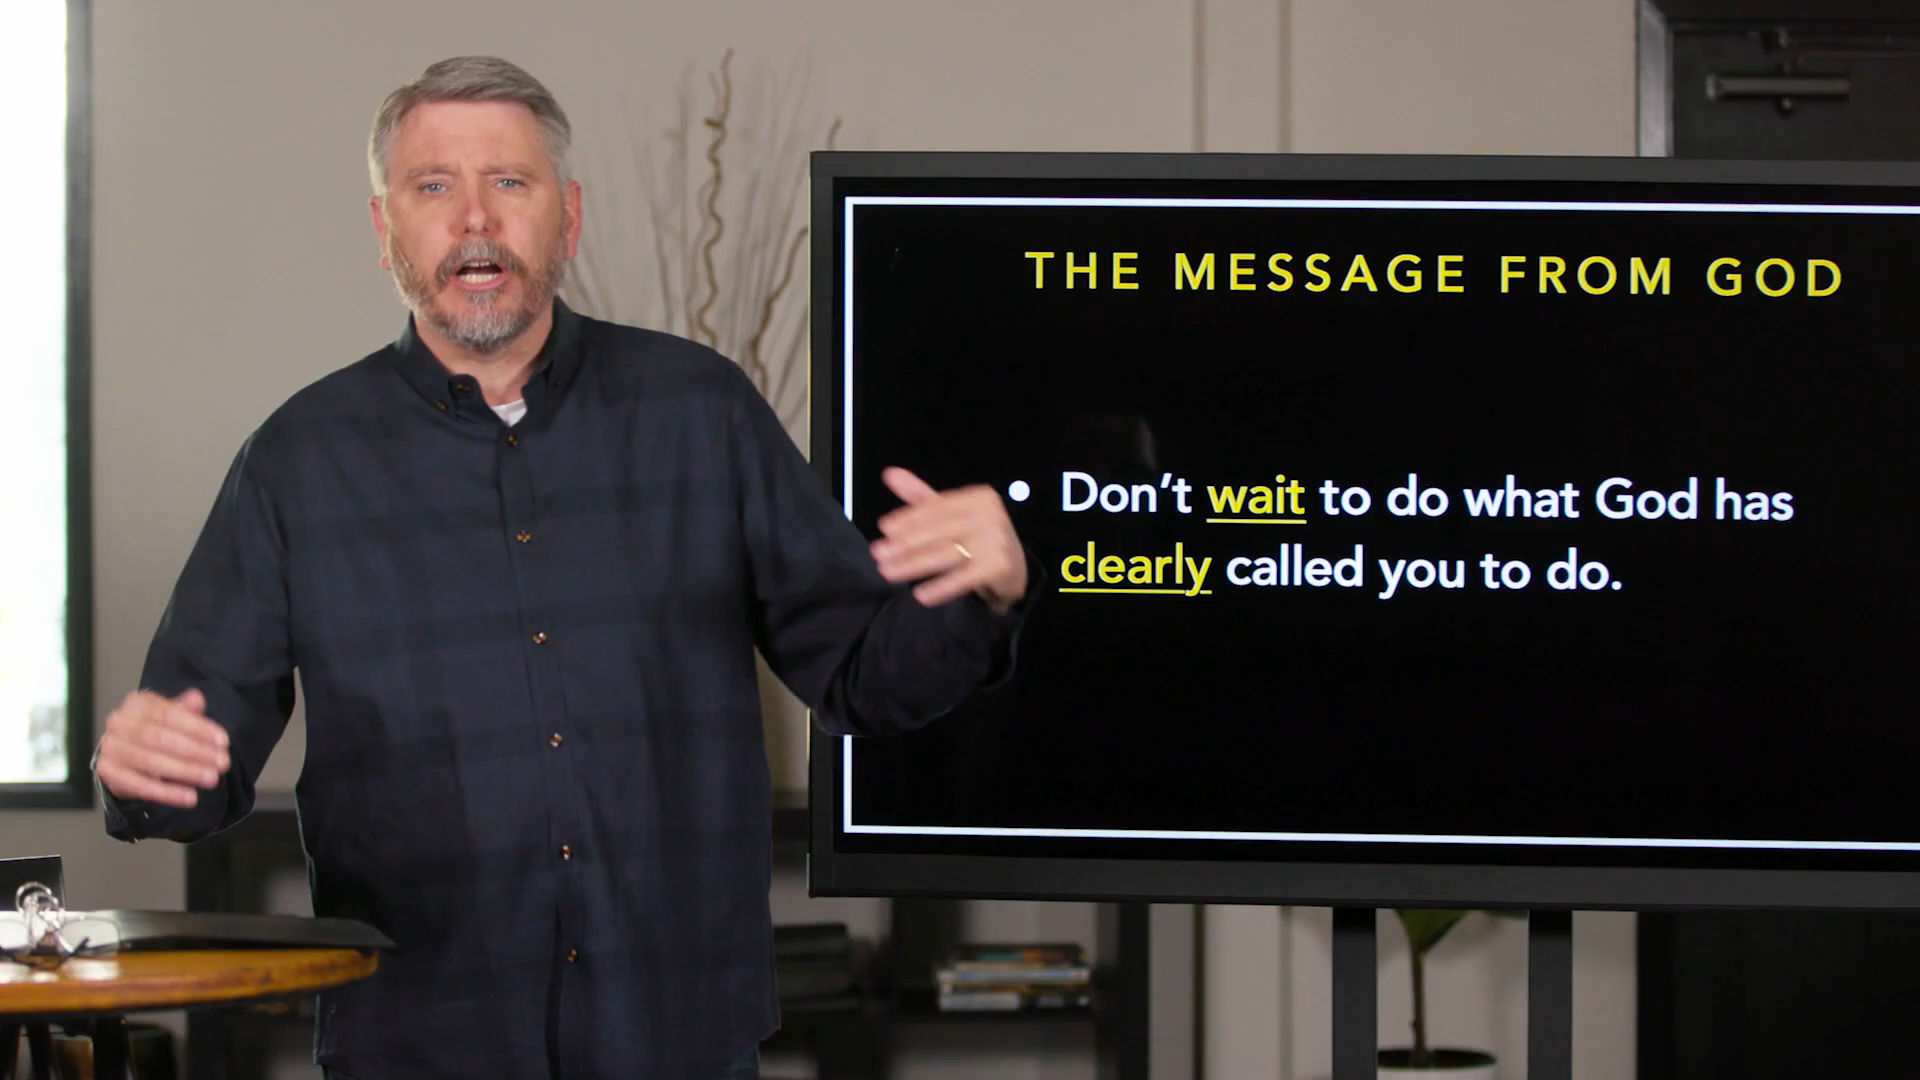 THE MESSAGE FROM GOD
• Don't wait to do what God has
clearly called you to do.